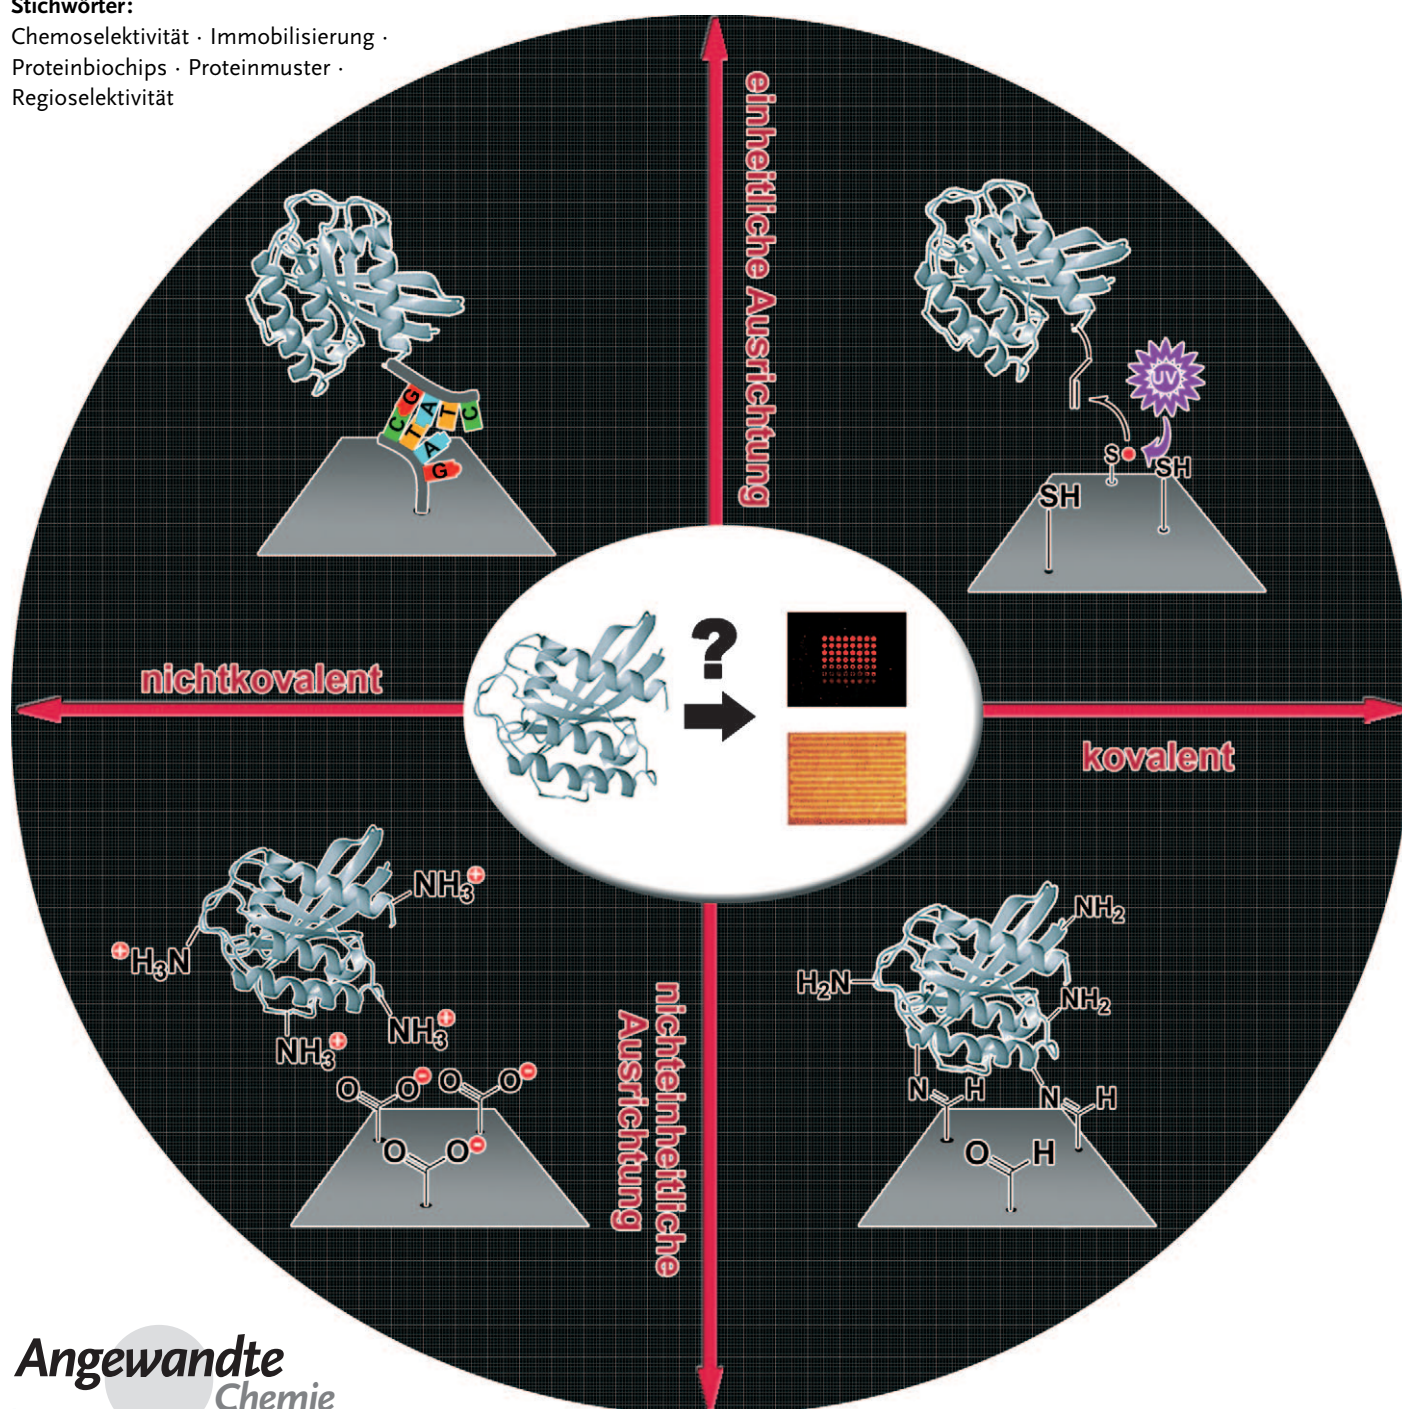 Stichwörter:
Chemoselektivität · Immobilisierung ·
Proteinbiochips · Proteinmuster ·
Regioselektivität
einheitliche Ausrichtung
C G
T A
A T
G C
UV
S
SH
SH
nichtkovalent
?
kovalent
NH3+
+H3N
NH3+
NH3+
O O-
O O-
O O-
nichteinheitliche
Ausrichtung
NH2
H2N
NH2
N H
N H
O H
Angewandte
Chemie